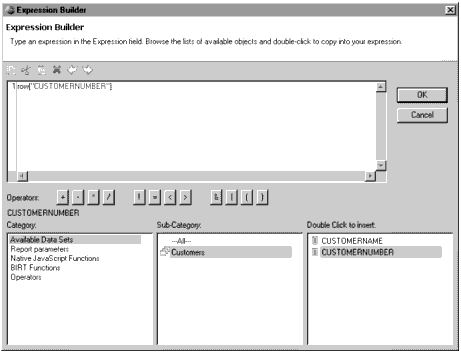 Expression Builder
Expression Builder
Type an expression in the Expression field. Browse the lists of available objects and double-click to copy into your expression.
1 row["CUSTOMERNUMBER"]
OK
Cancel
Operators: + - * / ! = < > & | ( )
CUSTOMERNUMBER
Category: Sub-Category: Double Click to insert:
Available Data Sets ---All--- CUSTOMERNAME
Report parameters Customers CUSTOMERNUMBER
Native JavaScript Functions
BIRT Functions
Operators